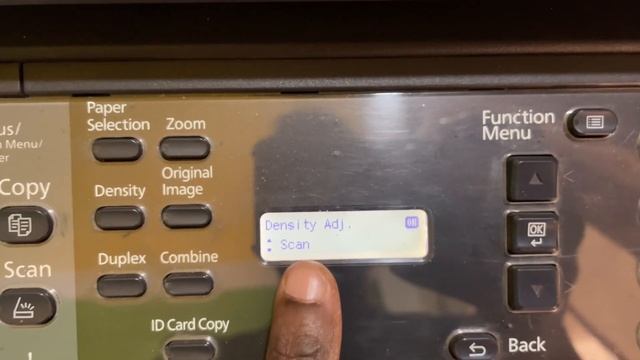 Paper
Selection
Zoom
Function
Menu
Menu/
Copy
Density
Original
Image
Density Adj. OK
Scan
OK
Scan
Duplex
Combine
ID Card Copy
Back